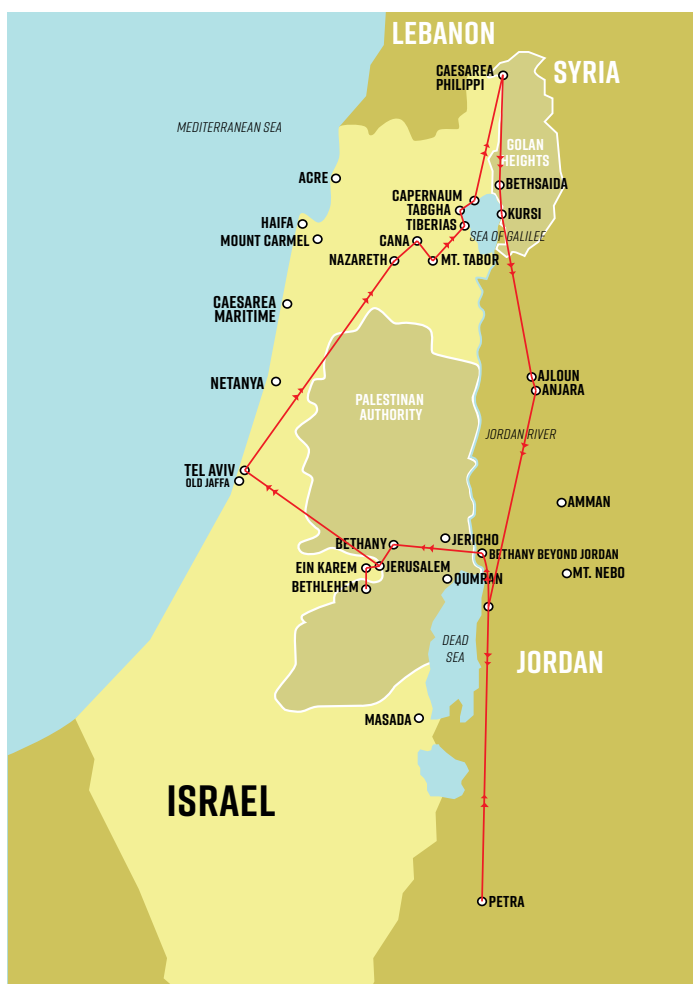 LEBANON
CAESAREA
PHILIPPI
SYRIA
MEDITERRANEAN SEA
GOLAN
HEIGHTS
ACRE
BETHSAIDA
CAPERNAUM
TABGHA
KURSI
HAIFA
TIBERIAS
SEA OF GALILEE
MOUNT CARMEL
CANA
NAZARETH
MT. TABOR
CAESAREA
MARITIME
NETANYA
AJLOUN
ANJARA
PALESTINAN
AUTHORITY
JORDAN RIVER
TEL AVIV
OLD JAFFA
AMMAN
BETHANY
JERICHO
BETHANY BEYOND JORDAN
EIN KAREM
JERUSALEM
QUMRAN
MT. NEBO
BETHLEHEM
DEAD
SEA
JORDAN
MASADA
ISRAEL
PETRA